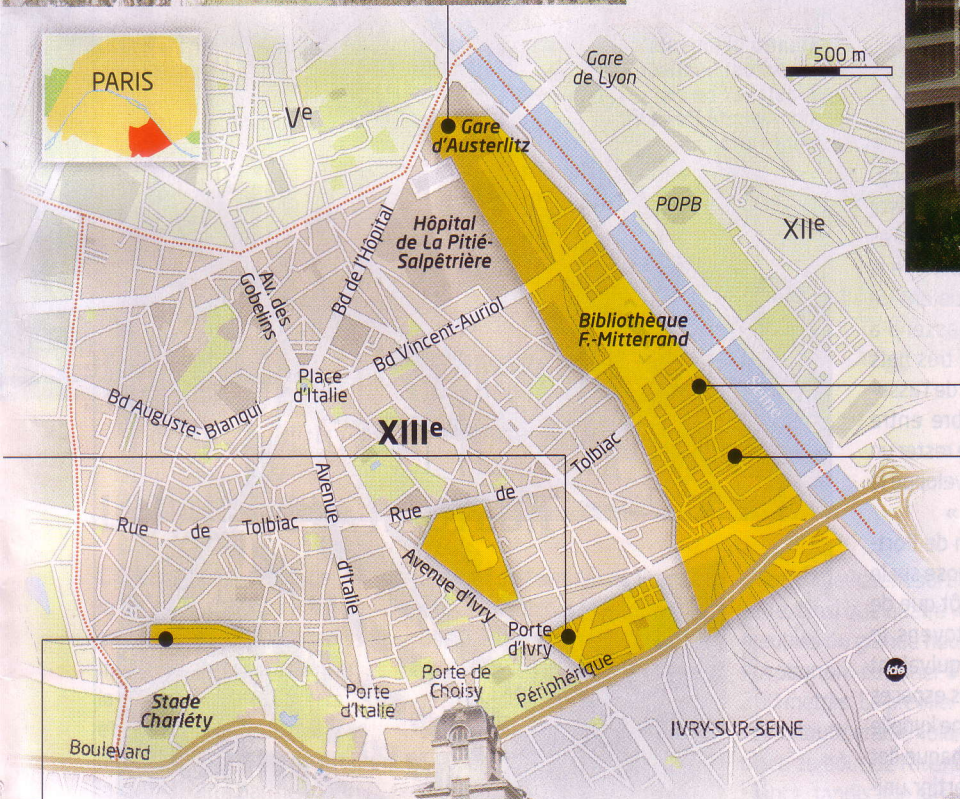 PARIS
Ve
Gare
de Lyon
500 m
Gare
d'Austerlitz
POPB
XIIe
Hôpital
de La Pitié-
Salpêtrière
Bd de l'Hôpital
Av. des
Gobelins
Bd Vincent-Auriol
Bibliothèque
F.-Mitterrand
Place
d'Italie
Bd Auguste-Blanqui
XIIIe
Seine
Rue de Tolbiac
Rue de Tolbiac
Avenue d'Italie
Avenue d'Ivry
Porte
d'Ivry
Porte de
Choisy
Périphérique
Porte
d'Italie
Stade
Charléty
Boulevard
IVRY-SUR-SEINE
idé